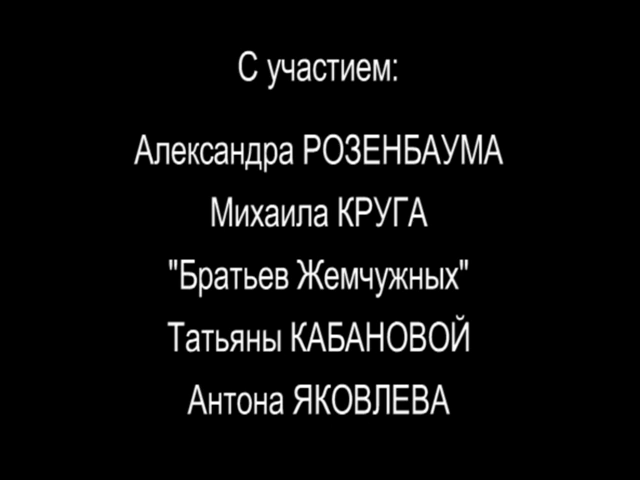 С участием:
Александра РОЗЕНБАУМА
Михаила КРУГА
"Братьев Жемчужных"
Татьяны КАБАНОВОЙ
Антона ЯКОВЛЕВА